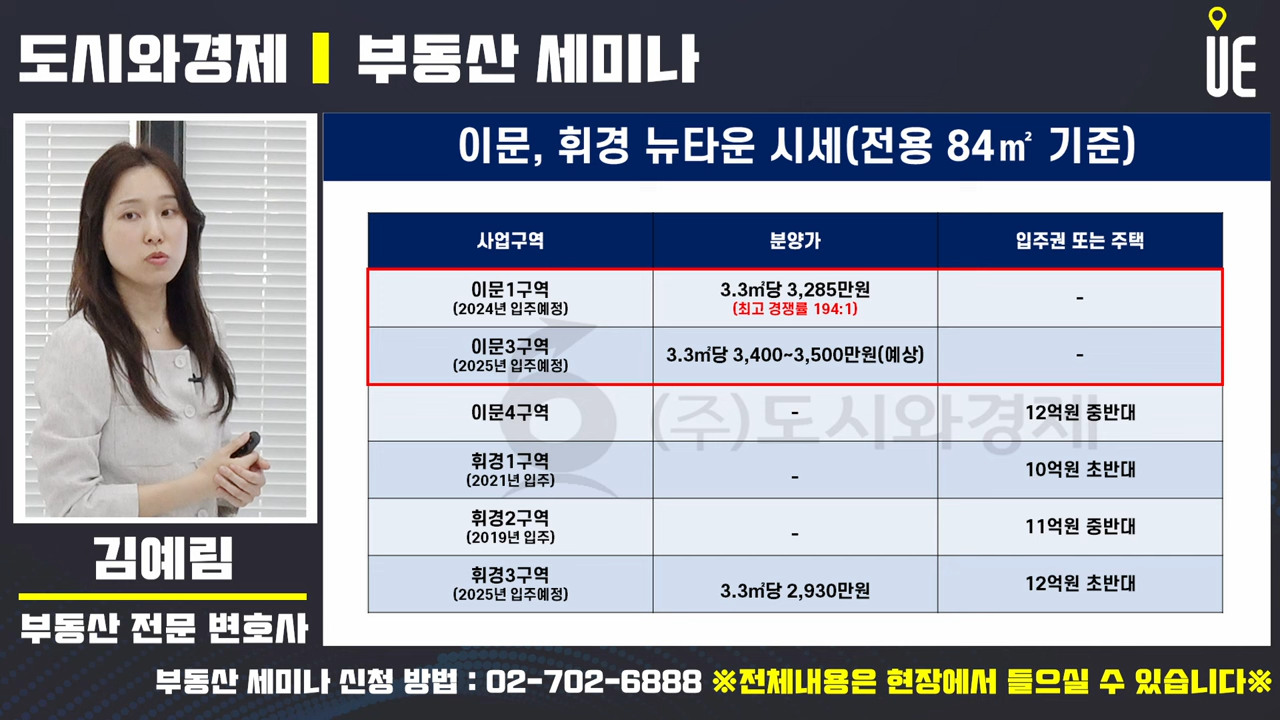 도시와경제 부동산 세미나
UE
이문, 휘경 뉴타운 시세(전용 84㎡ 기준)
사업구역 분양가 입주권 또는 주택
이문1구역
(2024년 입주예정)
3.3㎡당 3,285만원
(최고 경쟁률 194:1)
-
이문3구역
(2025년 입주예정)
3.3㎡당 3,400~3,500만원(예상)
-
이문4구역
-
12억원 중반대
휘경1구역
(2021년 입주)
-
10억원 초반대
휘경2구역
(2019년 입주)
-
11억원 중반대
휘경3구역
(2025년 입주예정)
3.3㎡당 2,930만원
12억원 초반대
(주)도시와경제
김예림
부동산 전문 변호사
부동산 세미나 신청 방법 : 02-702-6888 ※전체내용은 현장에서 들으실 수 있습니다※